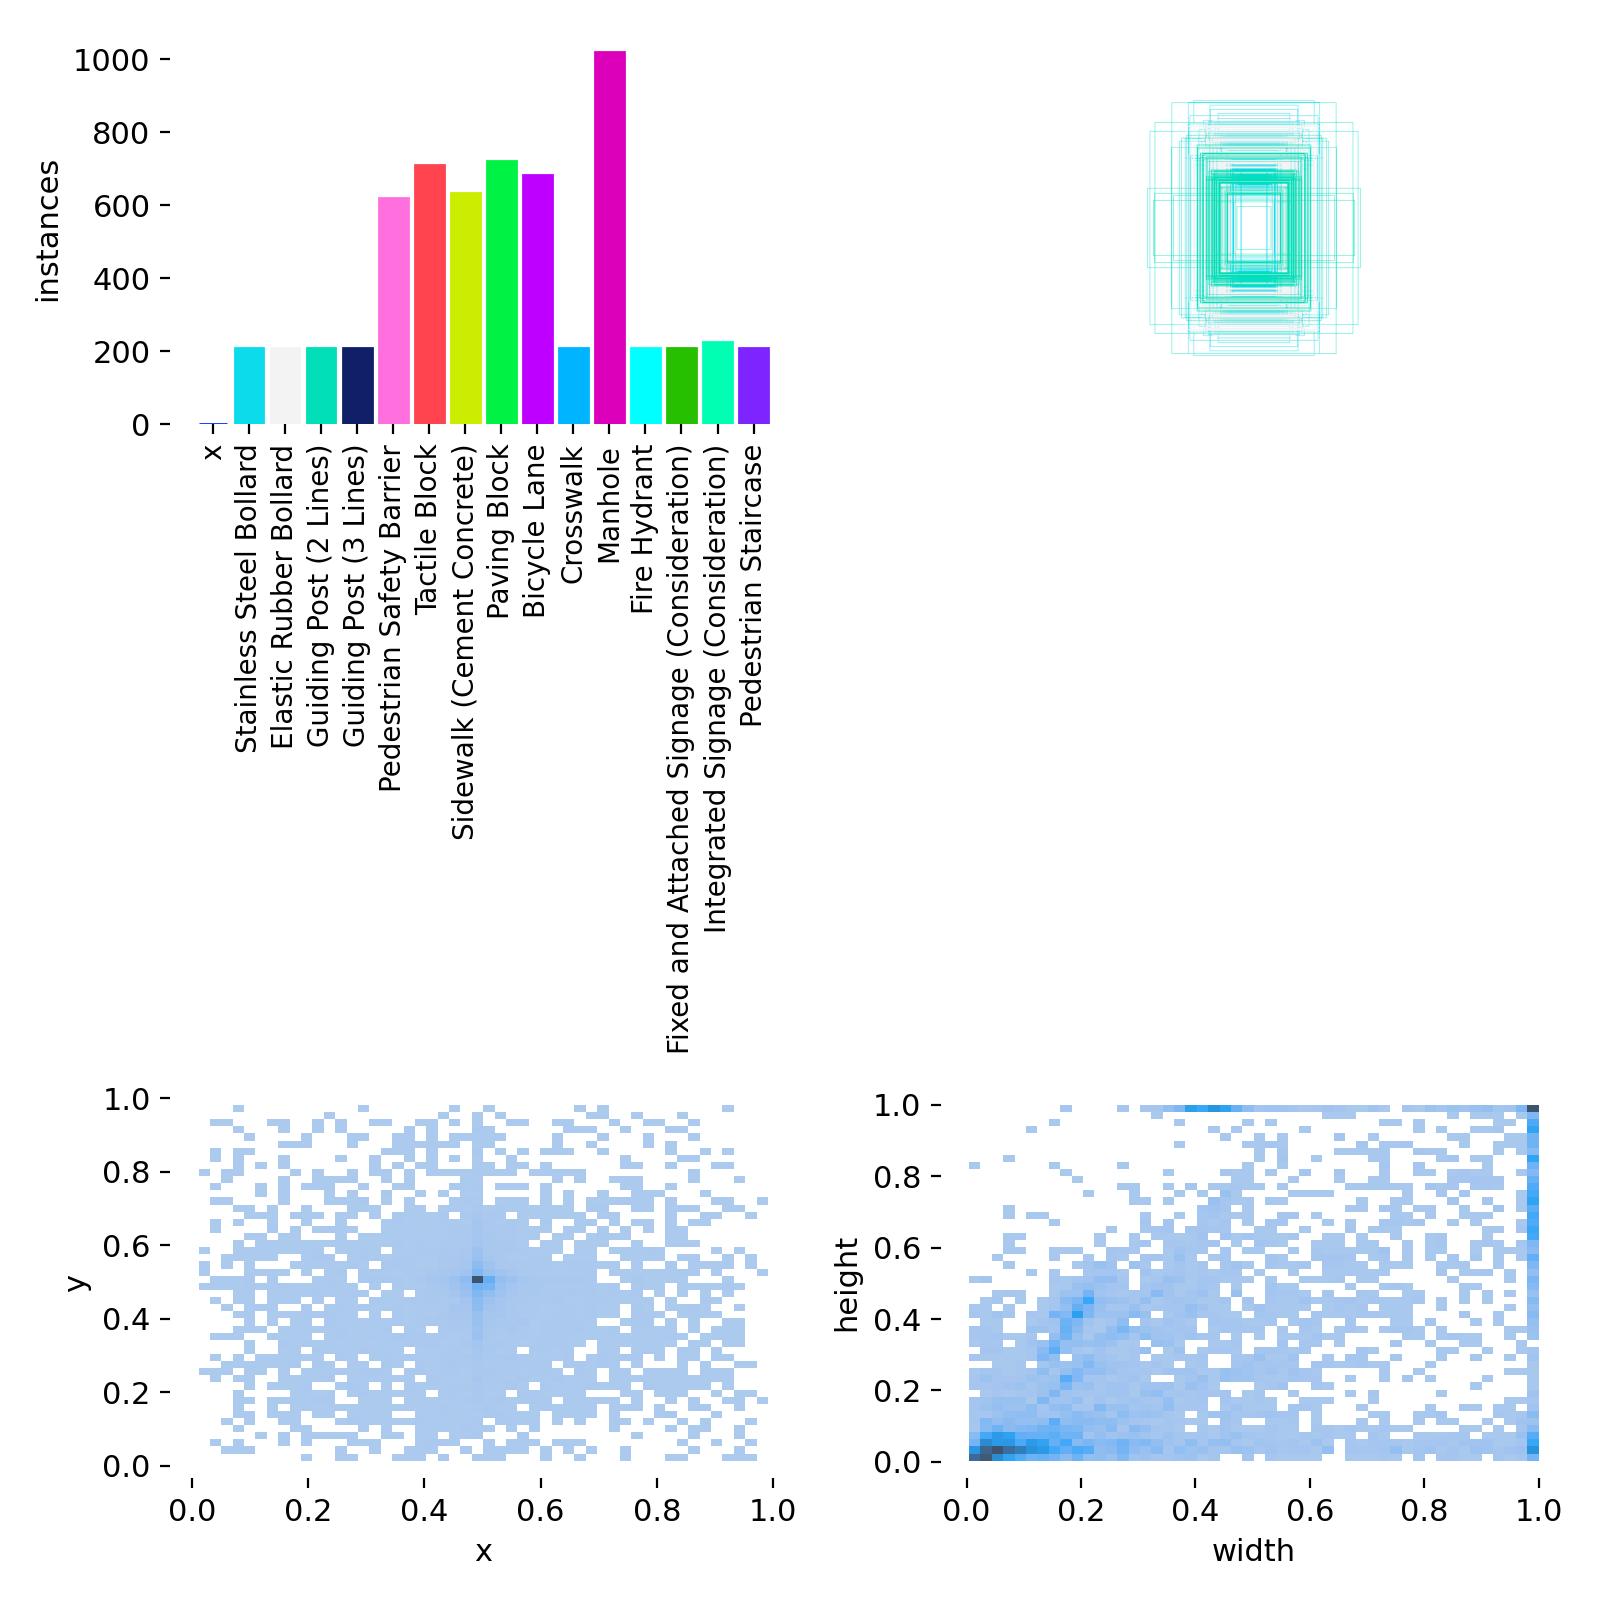 instances
1000
800
600
400
200
0
x
Stainless Steel Bollard
Elastic Rubber Bollard
Guiding Post (2 Lines)
Guiding Post (3 Lines)
Pedestrian Safety Barrier
Tactile Block
Sidewalk (Cement Concrete)
Paving Block
Bicycle Lane
Crosswalk
Manhole
Fire Hydrant
Fixed and Attached Signage (Consideration)
Integrated Signage (Consideration)
Pedestrian Staircase
y
1.0
0.8
0.6
0.4
0.2
0.0
0.0 0.2 0.4 0.6 0.8 1.0
x
height
1.0
0.8
0.6
0.4
0.2
0.0
0.0 0.2 0.4 0.6 0.8 1.0
width